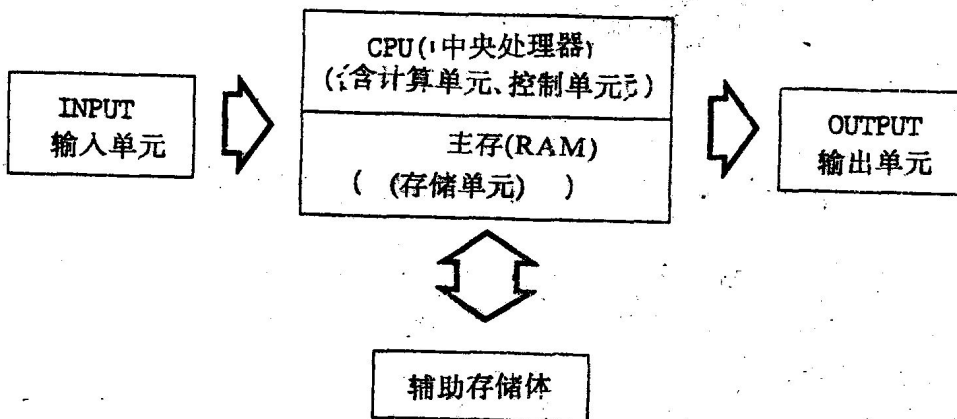 INPUT
输入单元
CPU(中央处理器)
(含计算单元、控制单元)
主存(RAM)
( (存储单元) )
OUTPUT
输出单元
辅助存储体